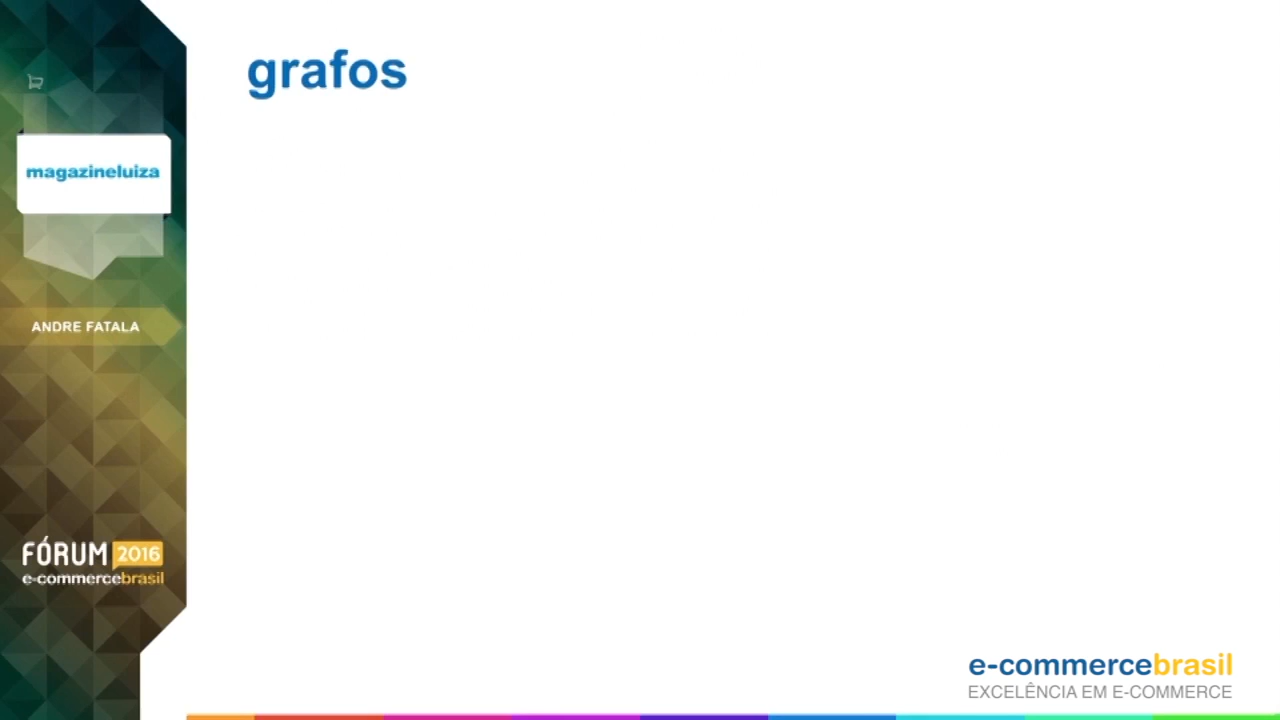 grafos
magazineluiza
ANDRE FATALA
FÓRUM 2016
e-commercebrasil
e-commercebrasil
EXCELÊNCIA EM E-COMMERCE